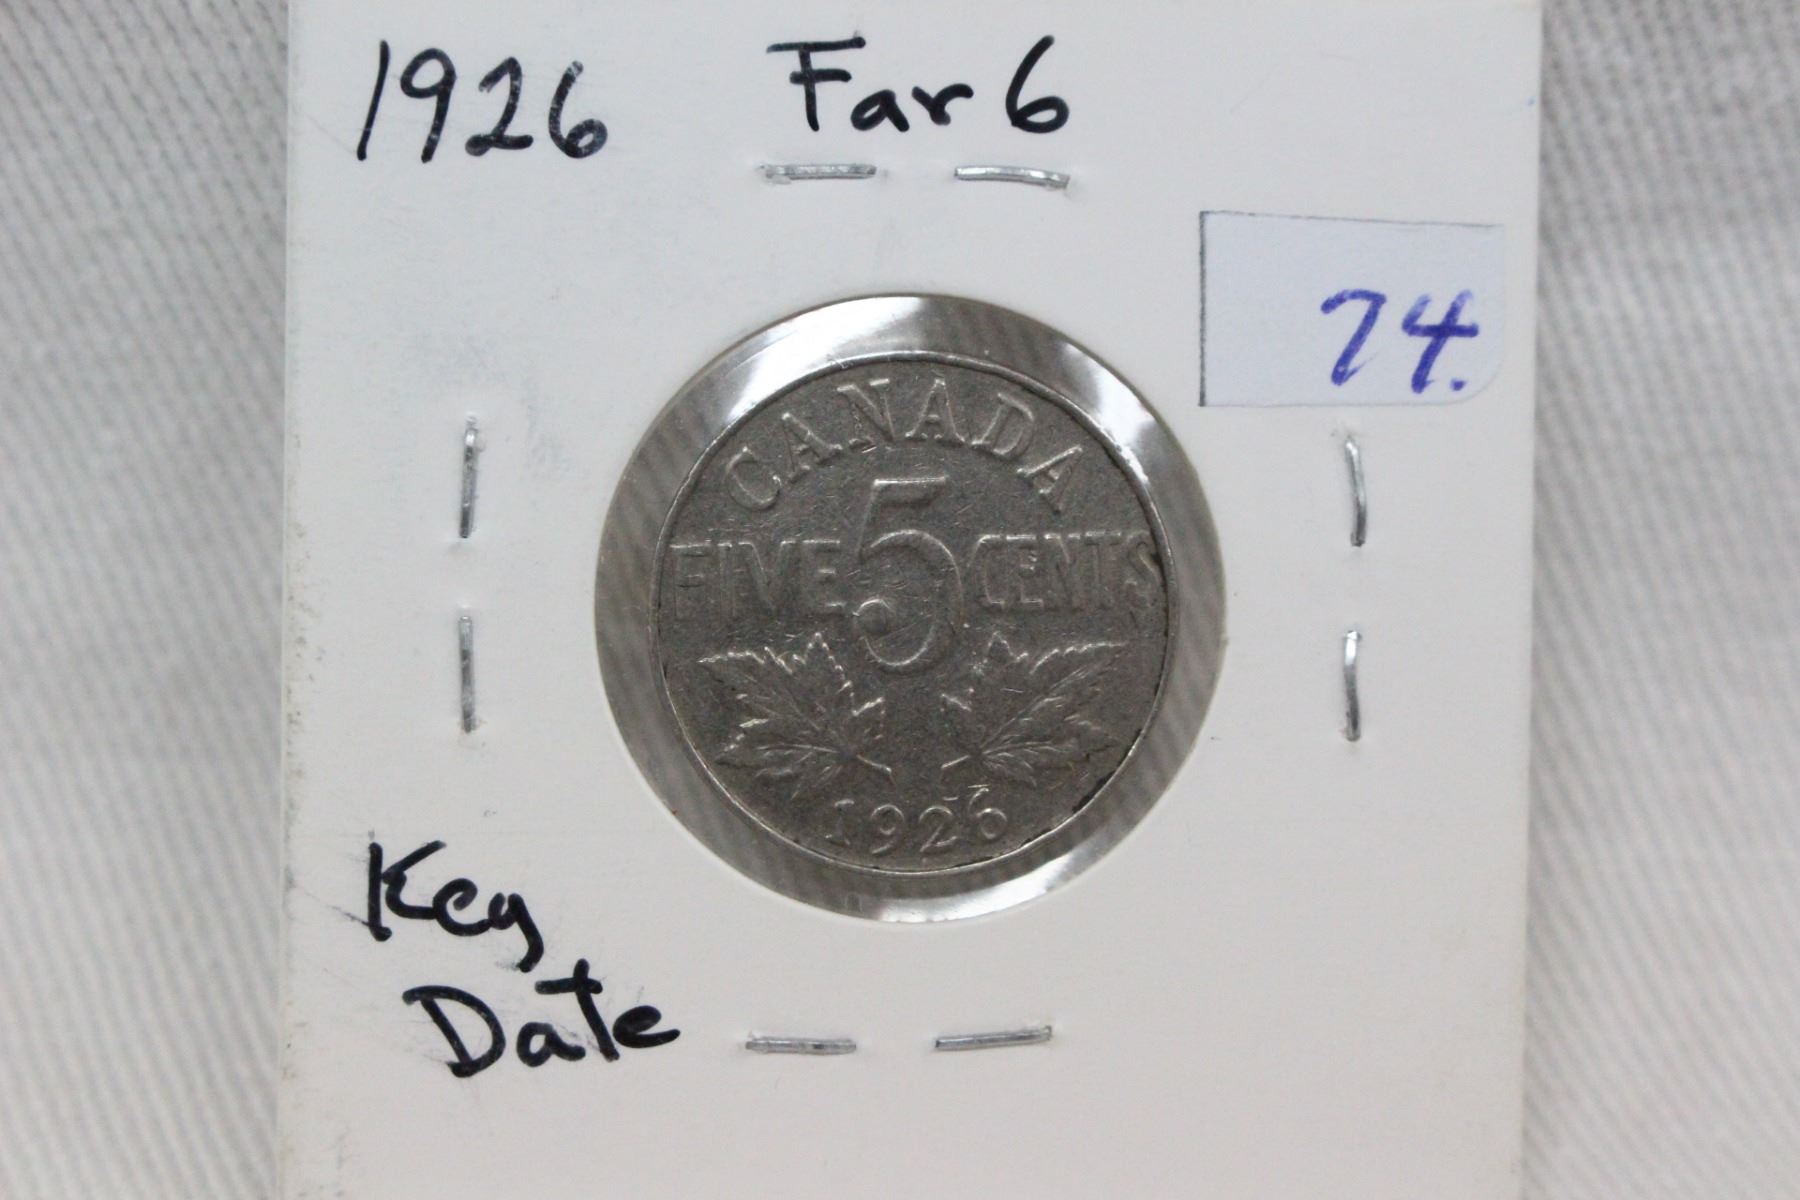 1926 Far 6
74.
CANADA
FIVE 5 CENTS
1926
Key
Date